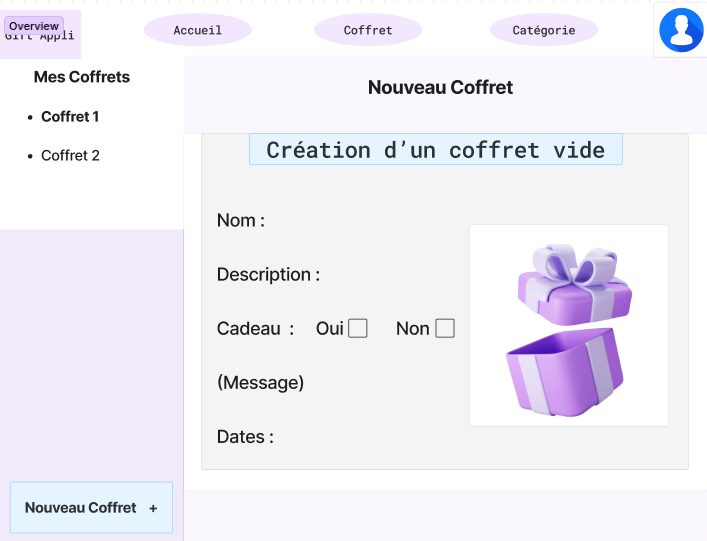 Overview
Gift Appli
Accueil
Coffret
Catégorie
Mes Coffrets
• Coffret 1
• Coffret 2
Nouveau Coffret +
Nouveau Coffret
Création d’un coffret vide
Nom :
Description :
Cadeau : Oui Non
(Message)
Dates :